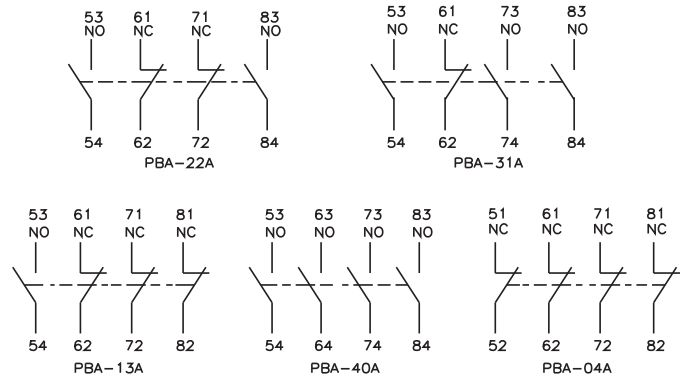 53 61 71 83
NO NC NC NO
54 62 72 84
PBA-22A
53 61 73 83
NO NC NO NO
54 62 74 84
PBA-31A
53 61 71 81
NO NC NC NC
54 62 72 82
PBA-13A
53 63 73 83
NO NO NO NO
54 64 74 84
PBA-40A
51 61 71 81
NC NC NC NC
52 62 72 82
PBA-04A